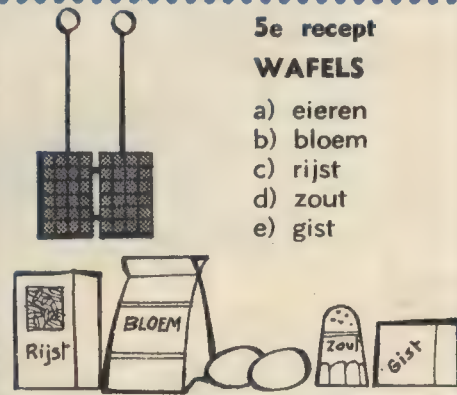 5e recept
WAFELS
a) eieren
b) bloem
c) rijst
d) zout
e) gist
Rijst
BLOEM
Zout
Gist